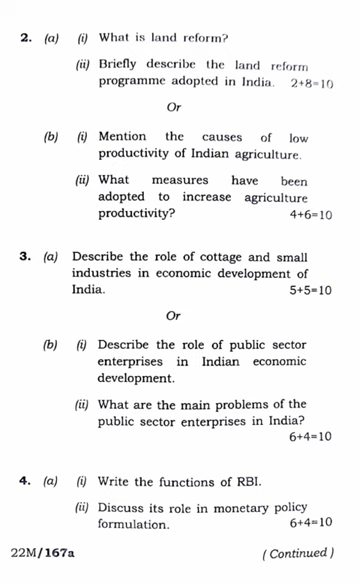 2. (a) (i) What is land reform?
(ii) Briefly describe the land reform
programme adopted in India. 2+8=10
Or
(b) (i) Mention the causes of low
productivity of Indian agriculture.
(ii) What measures have been
adopted to increase agriculture
productivity? 4+6=10
3. (a) Describe the role of cottage and small
industries in economic development of
India. 5+5=10
Or
(b) (i) Describe the role of public sector
enterprises in Indian economic
development.
(ii) What are the main problems of the
public sector enterprises in India?
6+4=10
4. (a) (i) Write the functions of RBI.
(ii) Discuss its role in monetary policy
formulation. 6+4=10
22M/167a (Continued)